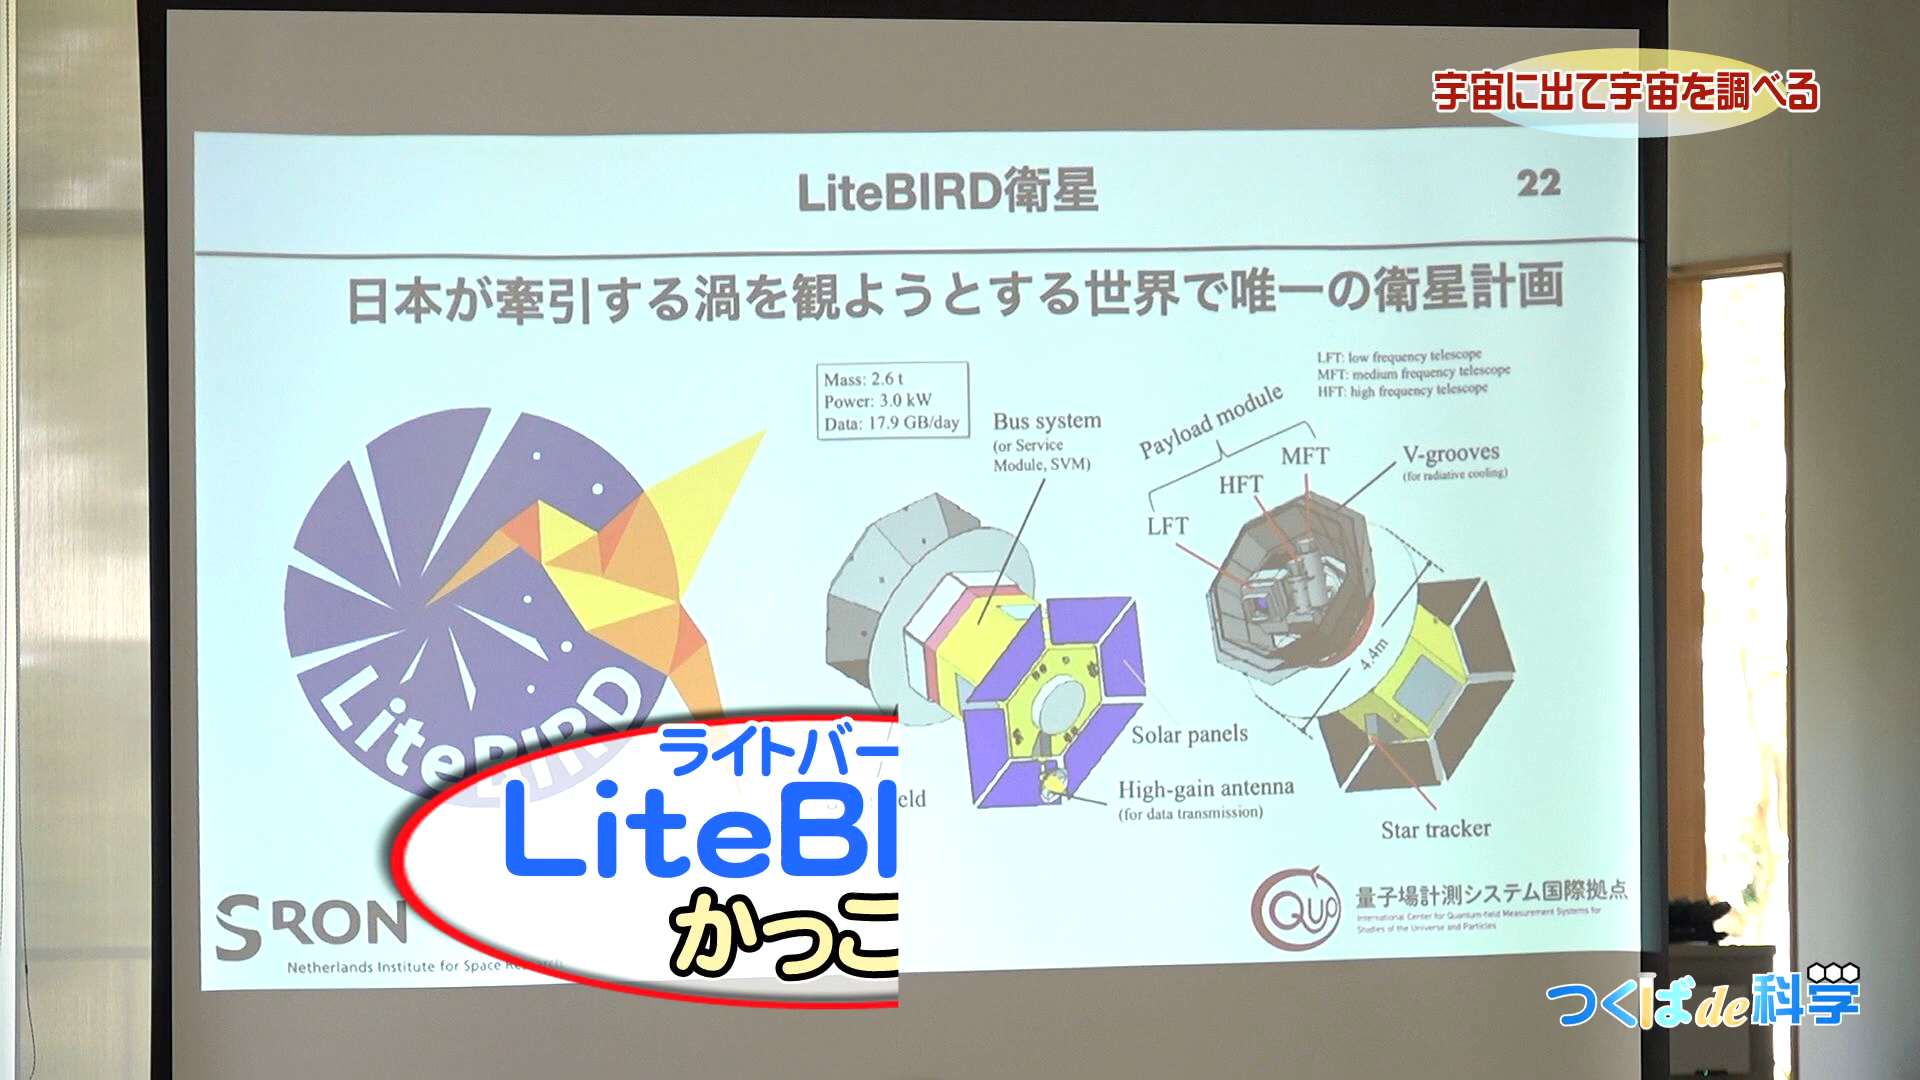 宇宙に出て宇宙を調べる
LiteBIRD衛星
22
日本が牽引する渦を観ようとする世界で唯一の衛星計画
LFT: low frequency telescope
MFT: medium frequency telescope
HFT: high frequency telescope
Mass: 2.6 t
Power: 3.0 kW
Data: 17.9 GB/day
Bus system
(or Service
Module, SVM)
Payload module
MFT
HFT
LFT
V-grooves
(for radiative cooling)
4.4m
LiteBIRD
Solar panels
High-gain antenna
(for data transmission)
Star tracker
eld
ライトバー
LiteBI
かっこ
SRON
Netherlands Institute for Space Research
QUP
量子場計測システム国際拠点
International Center for Quantum-field Measurement Systems for
Studies of the Universe and Particles
つくばde科学